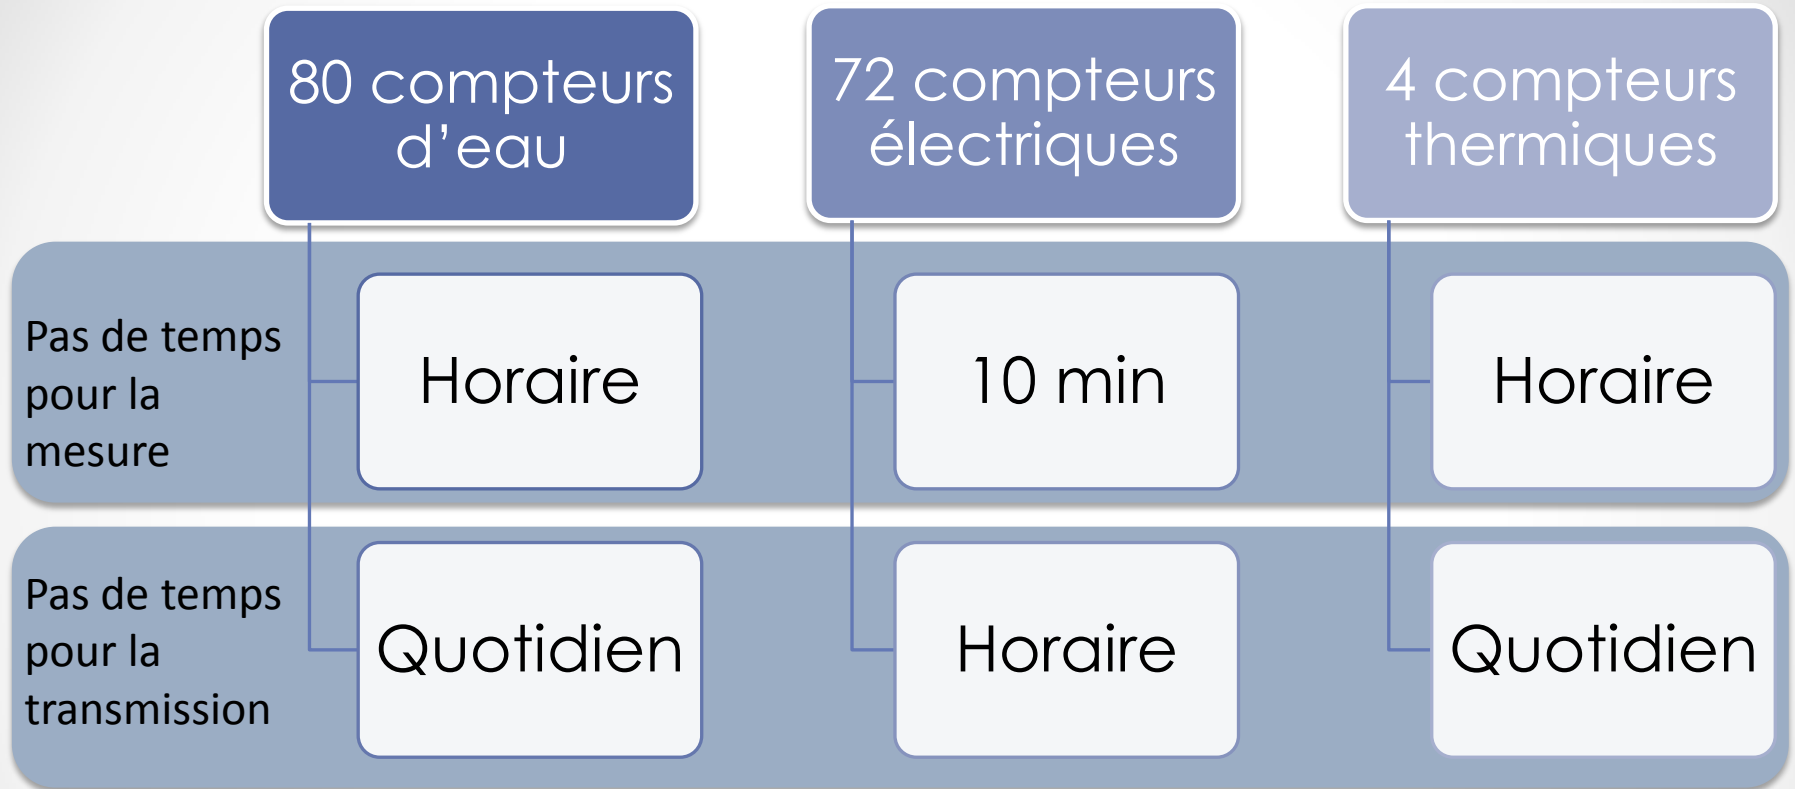 80 compteurs
d’eau
72 compteurs
électriques
4 compteurs
thermiques
Pas de temps
pour la
mesure
Horaire
10 min
Horaire
Pas de temps
pour la
transmission
Quotidien
Horaire
Quotidien